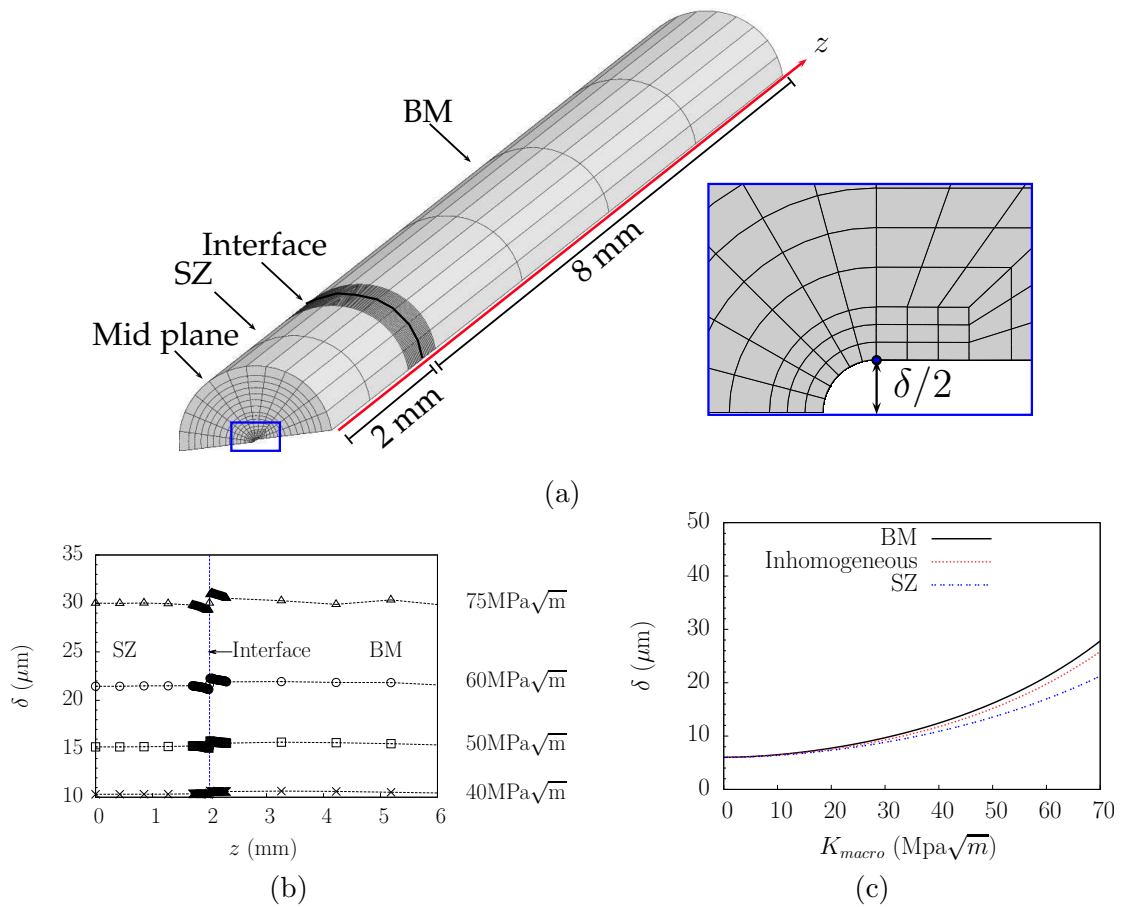 z
BM
8 mm
Interface
SZ
Mid plane
2 mm
δ/2
(a)
35
30
25
20
15
10
δ (μm)
SZ
Interface
BM
75MPa√m
60MPa√m
50MPa√m
40MPa√m
0 1 2 3 4 5 6
z (mm)
(b)
50
40
30
20
10
0
δ (μm)
BM
Inhomogeneous
SZ
0 10 20 30 40 50 60 70
K_macro (Mpa√m)
(c)